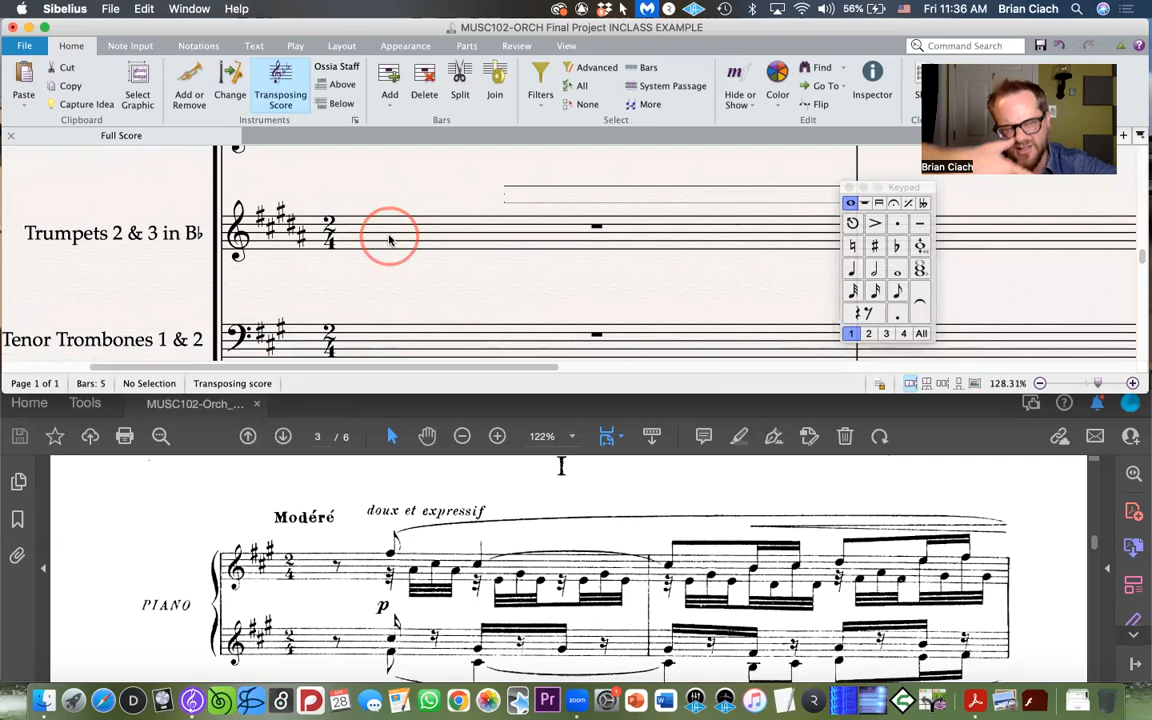 Sibelius File Edit Window Help 56% Fri 11:36 AM Brian Ciach
MUSC102-ORCH Final Project INCLASS EXAMPLE
File Home Note Input Notations Text Play Layout Appearance Parts Review View Command Search
Paste Cut Copy Capture Idea Select Graphic
Clipboard
Add or Remove Change Transposing Score Ossia Staff Above Below
Instruments
Add Delete Split Join
Bars
Filters Advanced All None Bars System Passage More
Select
Hide or Show Color Find Go To Flip Inspector
Edit
Full Score
Brian Ciach
Keypad
Trumpets 2 & 3 in B♭
Tenor Trombones 1 & 2
1 2 3 4 All
Page 1 of 1 Bars: 5 No Selection Transposing score 128.31%
Home Tools MUSC102-Orch_...
3 / 6 122%
I
Modéré doux et expressif
PIANO
p